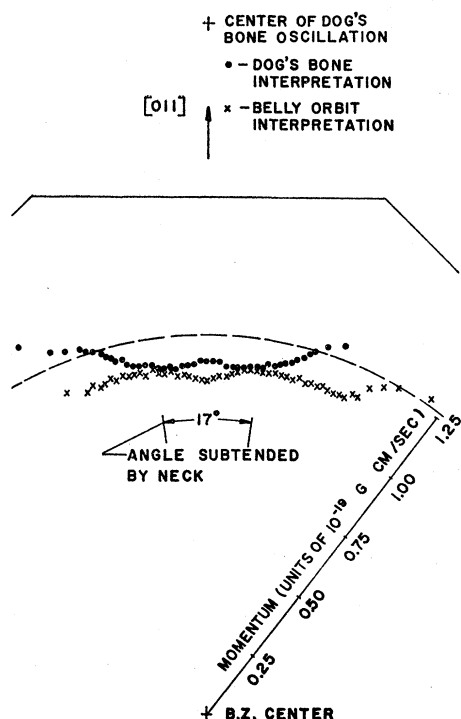 + CENTER OF DOG'S
BONE OSCILLATION
• – DOG'S BONE
INTERPRETATION
[011]
x – BELLY ORBIT
INTERPRETATION
17°
ANGLE SUBTENDED
BY NECK
MOMENTUM (UNITS OF 10⁻¹⁹ G CM/SEC)
1.25
1.00
0.75
0.50
0.25
B.Z. CENTER